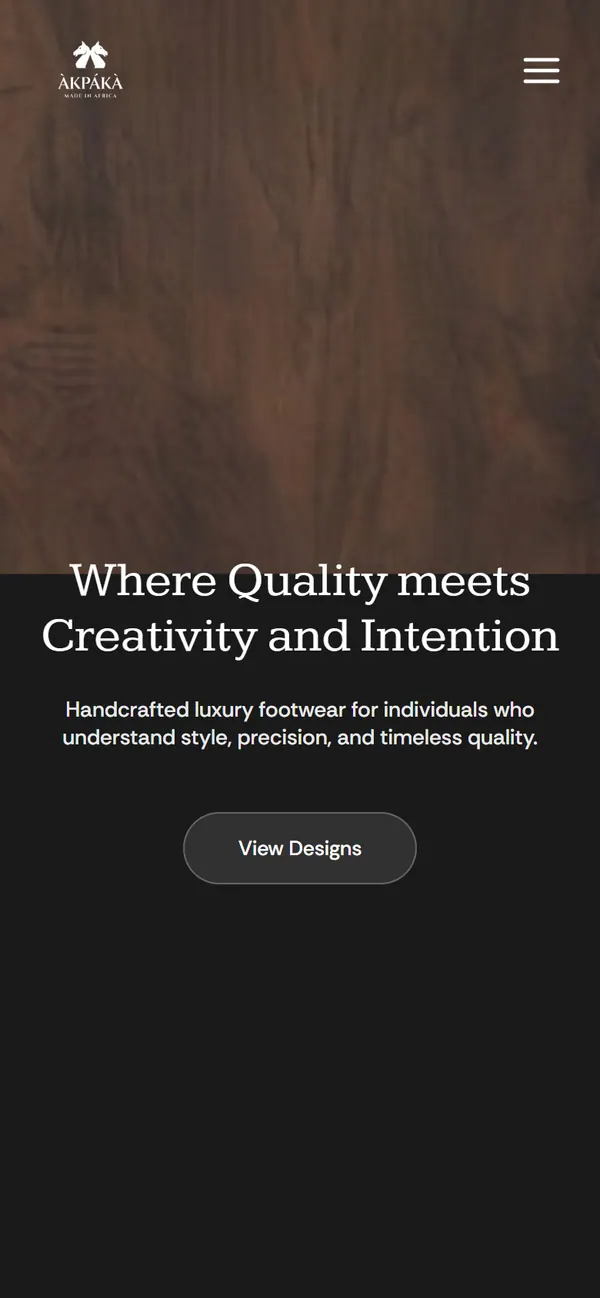 ÀKPÁKÀ
MADE IN AFRICA
Where Quality meets
Creativity and Intention
Handcrafted luxury footwear for individuals who
understand style, precision, and timeless quality.
View Designs